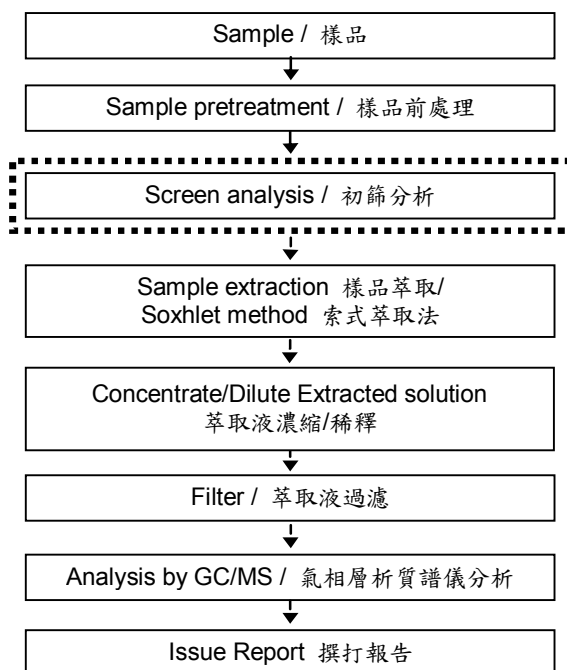 Sample / 樣品
Sample pretreatment / 樣品前處理
Screen analysis / 初篩分析
Sample extraction 樣品萃取/
Soxhlet method 索式萃取法
Concentrate/Dilute Extracted solution
萃取液濃縮/稀釋
Filter / 萃取液過濾
Analysis by GC/MS / 氣相層析質譜儀分析
Issue Report 撰打報告